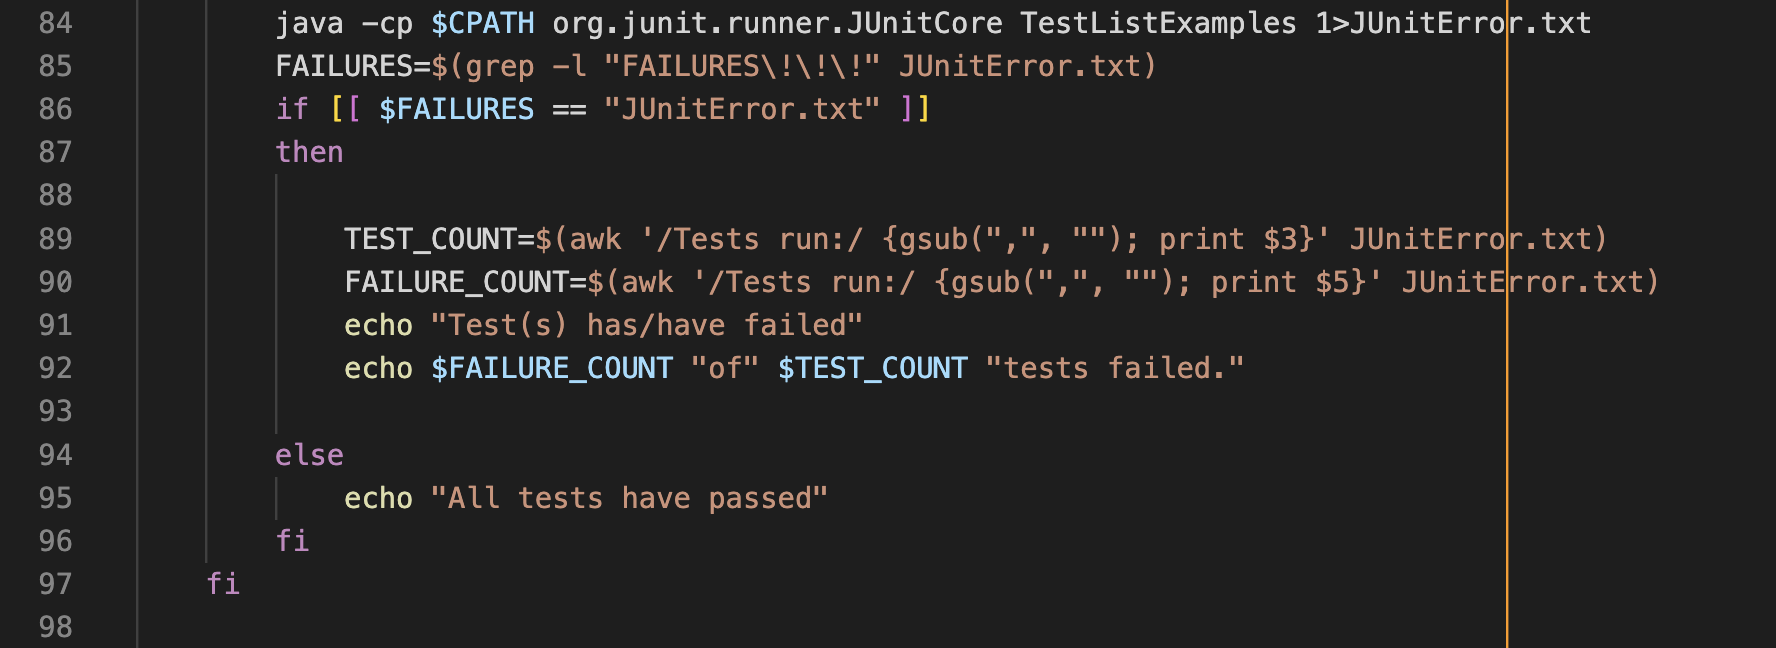 84 java -cp $CPATH org.junit.runner.JUnitCore TestListExamples 1>JUnitError.txt
85 FAILURES=$(grep -l "FAILURES\!\!\!" JUnitError.txt)
86 if [[ $FAILURES == "JUnitError.txt" ]]
87 then
88
89 TEST_COUNT=$(awk '/Tests run:/ {gsub(",", ""); print $3}' JUnitError.txt)
90 FAILURE_COUNT=$(awk '/Tests run:/ {gsub(",", ""); print $5}' JUnitError.txt)
91 echo "Test(s) has/have failed"
92 echo $FAILURE_COUNT "of" $TEST_COUNT "tests failed."
93
94 else
95 echo "All tests have passed"
96 fi
97 fi
98